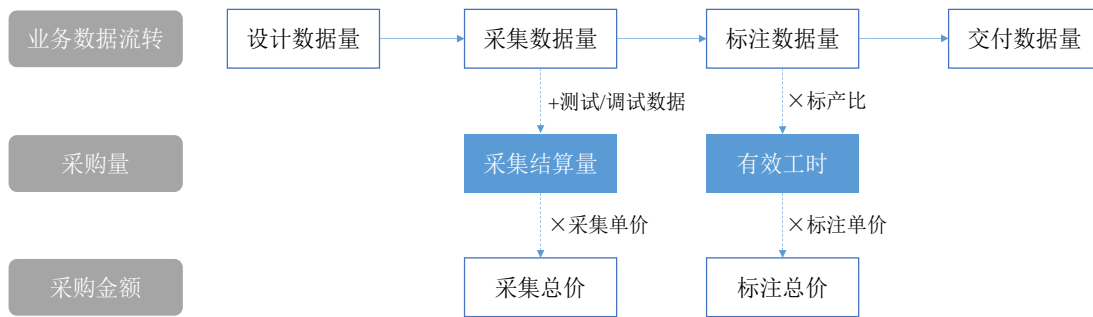 业务数据流转
设计数据量
采集数据量
标注数据量
交付数据量
+测试/调试数据
×标产比
采购量
采集结算量
有效工时
×采集单价
×标注单价
采购金额
采集总价
标注总价